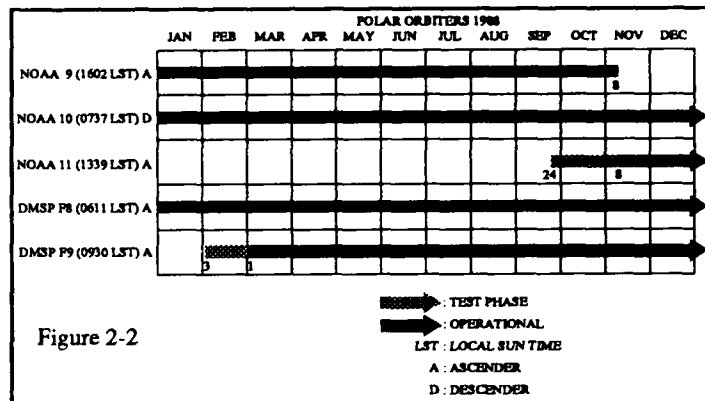 POLAR ORBITERS 1988
JAN FEB MAR APR MAY JUN JUL AUG SEP OCT NOV DEC
NOAA 9 (1602 LST) A
8
NOAA 10 (0737 LST) D
NOAA 11 (1339 LST) A
24 8
DMSP F8 (0611 LST) A
DMSP F9 (0930 LST) A
3 1
: TEST PHASE
: OPERATIONAL
LST : LOCAL SUN TIME
A : ASCENDER
D : DESCENDER
Figure 2-2